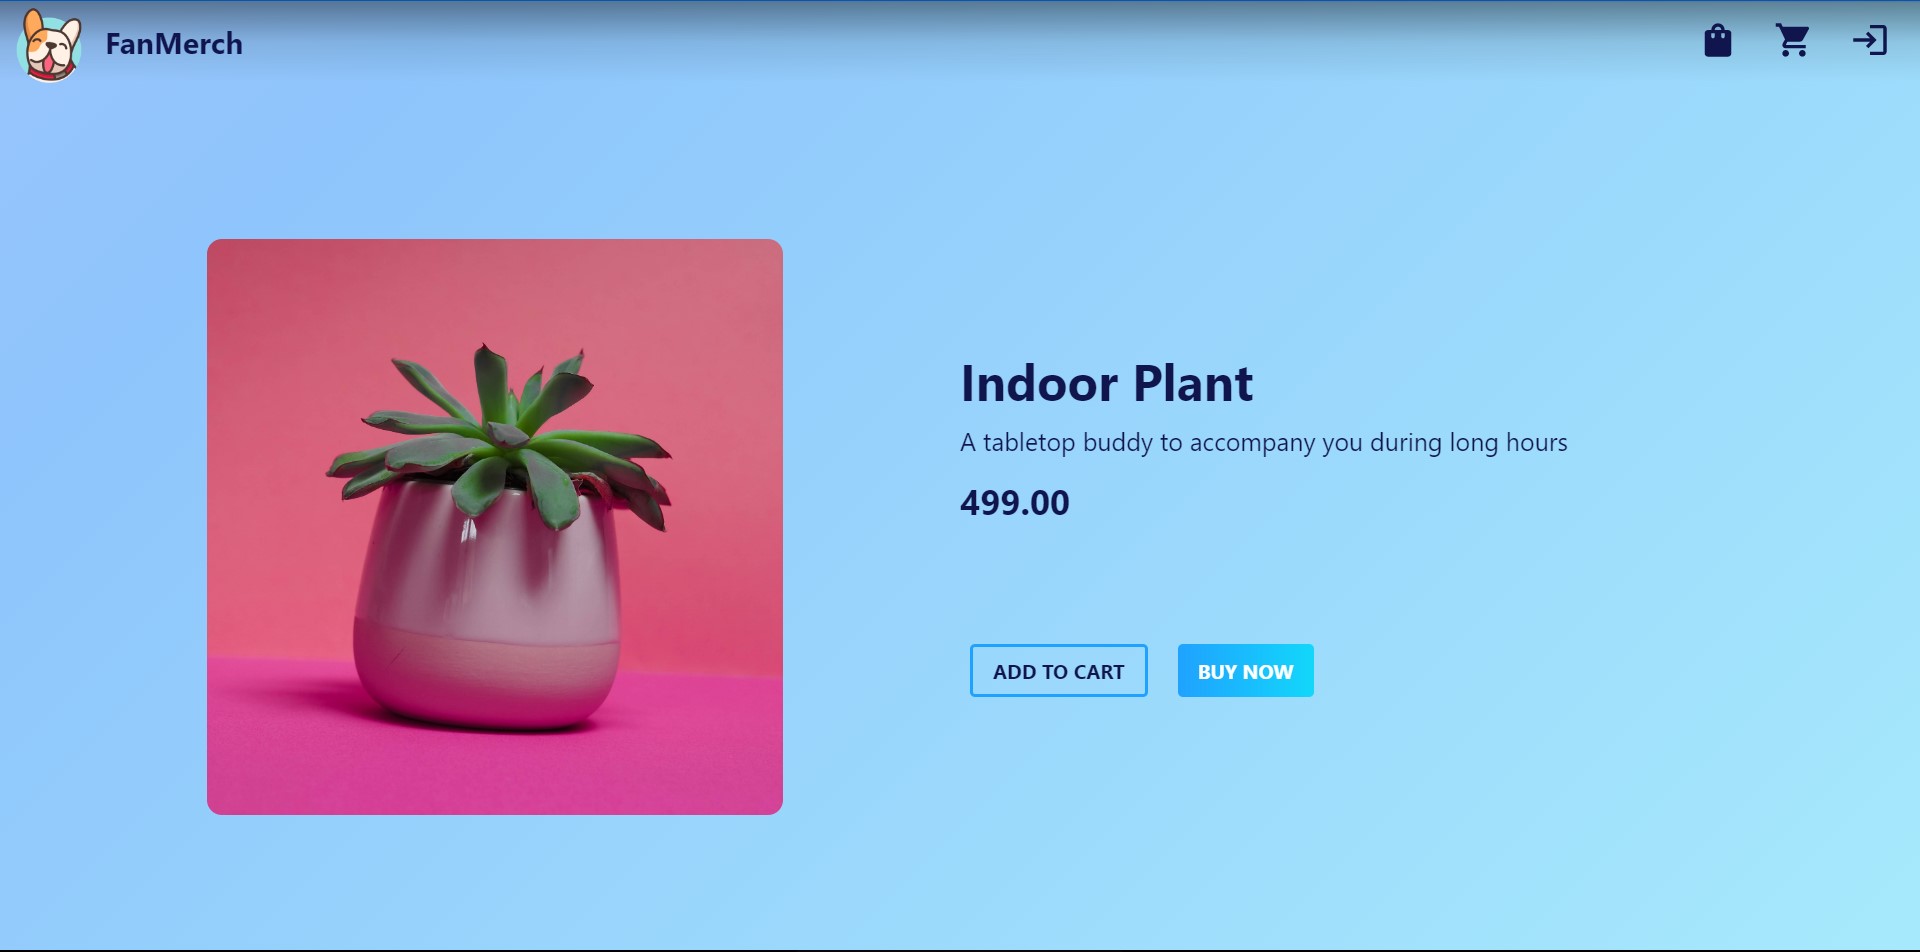 FanMerch
Indoor Plant
A tabletop buddy to accompany you during long hours
499.00
ADD TO CART
BUY NOW